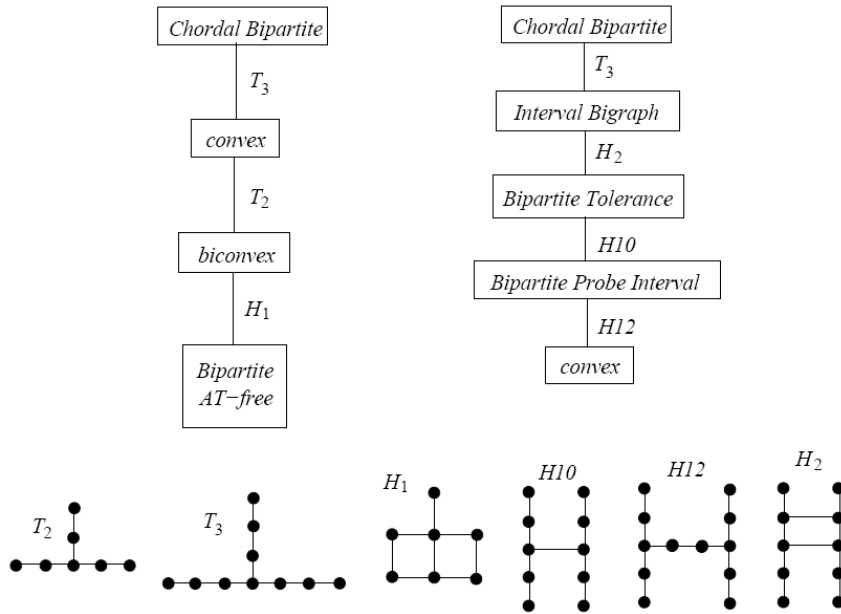 Chordal Bipartite
T3
convex
T2
biconvex
H1
Bipartite
AT-free
Chordal Bipartite
T3
Interval Bigraph
H2
Bipartite Tolerance
H10
Bipartite Probe Interval
H12
convex
T2
T3
H1
H10
H12
H2